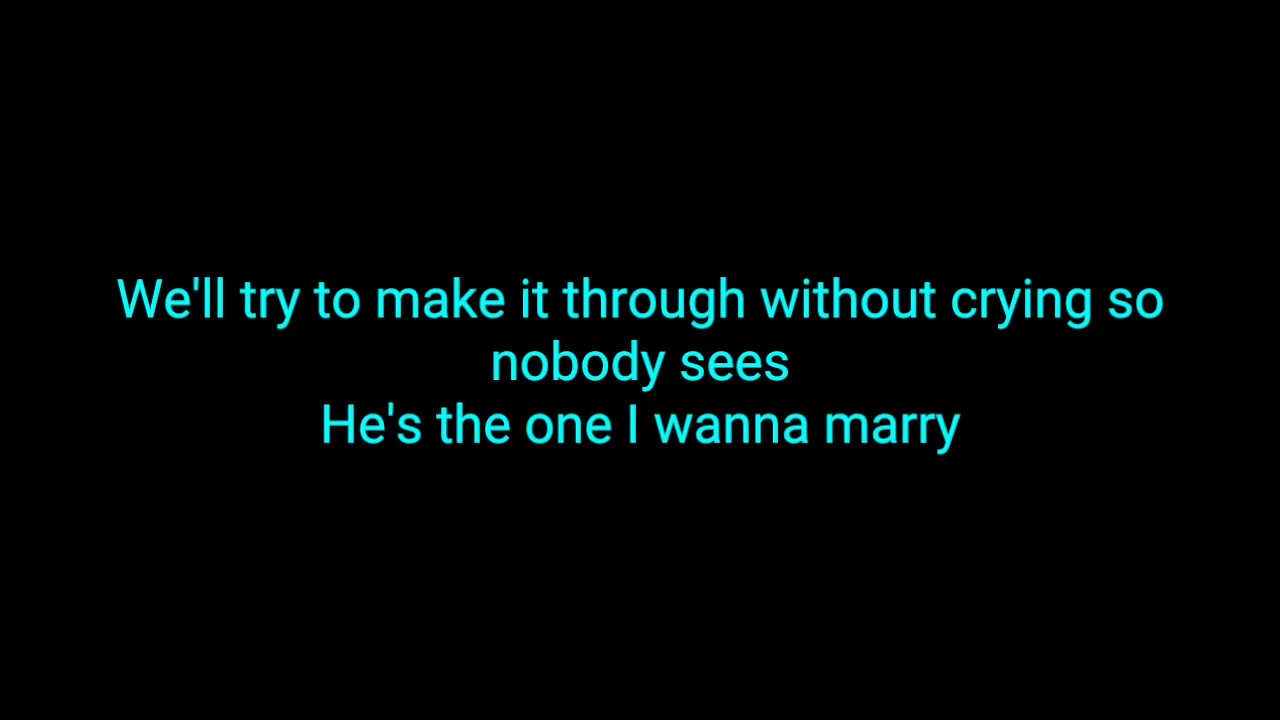 We'll try to make it through without crying so
nobody sees
He's the one I wanna marry